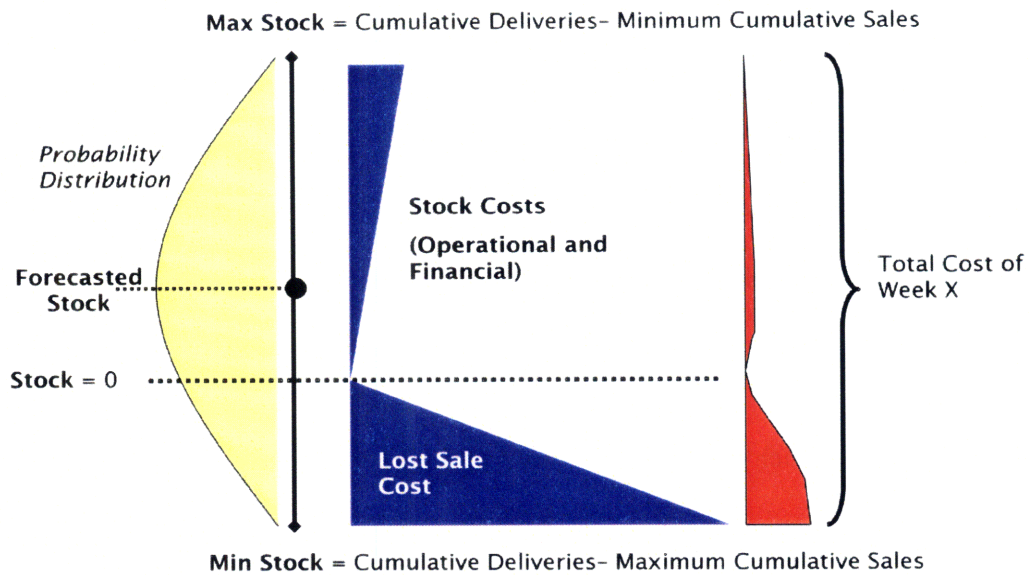 Max Stock = Cumulative Deliveries– Minimum Cumulative Sales
Probability
Distribution
Stock Costs
(Operational and
Financial)
Forecasted
Stock
Total Cost of
Week X
Stock = 0
Lost Sale
Cost
Min Stock = Cumulative Deliveries– Maximum Cumulative Sales